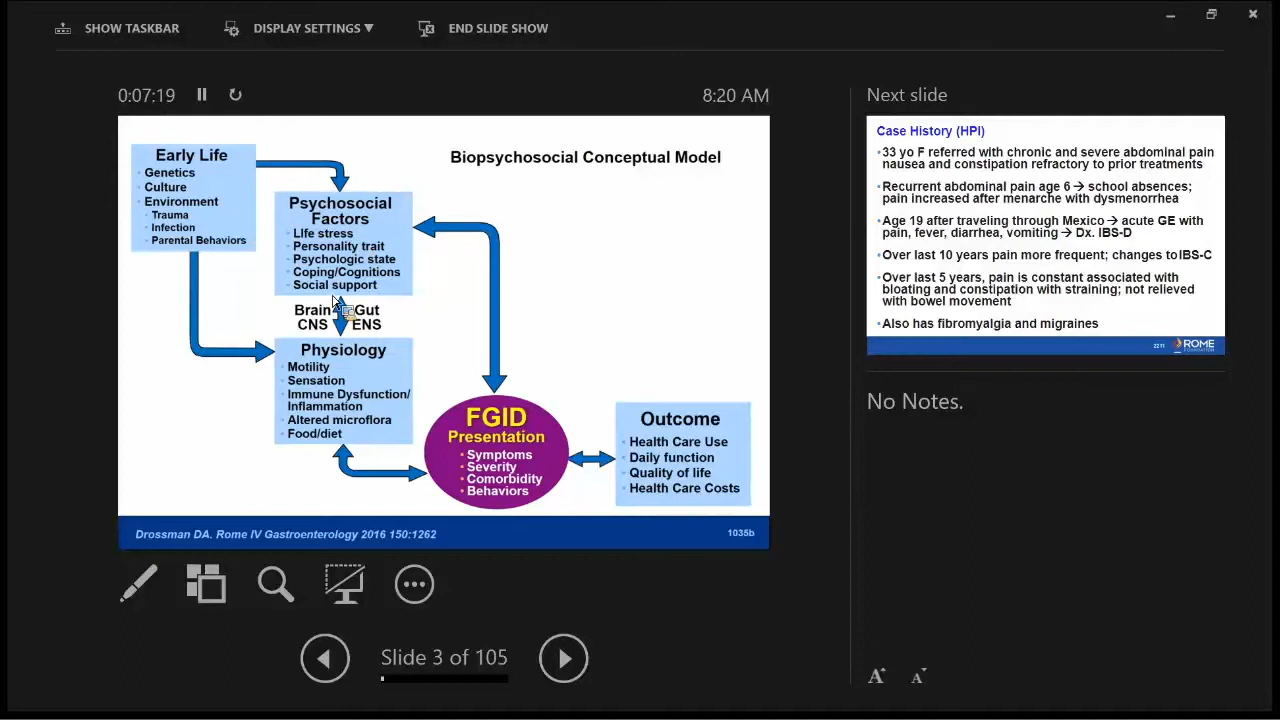 SHOW TASKBAR
DISPLAY SETTINGS ▼
END SLIDE SHOW
0:07:19
8:20 AM
Biopsychosocial Conceptual Model
Early Life
Genetics
Culture
Environment
Trauma
Infection
Parental Behaviors
Psychosocial
Factors
LIfe stress
Personality trait
Psychologic state
Coping/Cognitions
Social support
Brain Gut
CNS ENS
Physiology
Motility
Sensation
Immune Dysfunction/
Inflammation
Altered microflora
Food/diet
FGID
Presentation
Symptoms
Severity
Comorbidity
Behaviors
Outcome
Health Care Use
Daily function
Quality of life
Health Care Costs
Drossman DA. Rome IV Gastroenterology 2016 150:1262
1035b
Slide 3 of 105
Next slide
Case History (HPI)
33 yo F referred with chronic and severe abdominal pain
nausea and constipation refractory to prior treatments
Recurrent abdominal pain age 6 → school absences;
pain increased after menarche with dysmenorrhea
Age 19 after traveling through Mexico → acute GE with
pain, fever, diarrhea, vomiting → Dx. IBS-D
Over last 10 years pain more frequent; changes to IBS-C
Over last 5 years, pain is constant associated with
bloating and constipation with straining; not relieved
with bowel movement
Also has fibromyalgia and migraines
ROME
No Notes.
A A